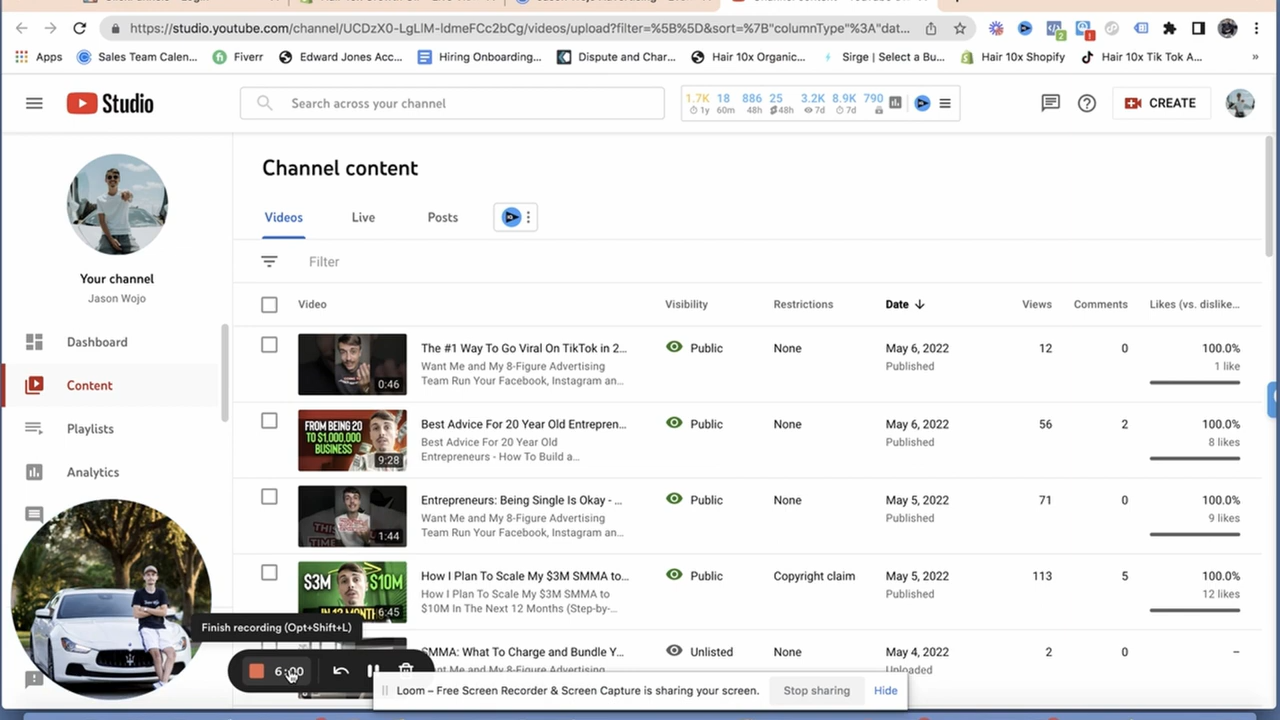 https://studio.youtube.com/channel/UCDzX0-LgLIM-IdmeFCc2bCg/videos/upload?filter=%5B%5D&sort=%7B"columnType"%3A"dat...
Apps Sales Team Calen... Fiverr Edward Jones Acc... Hiring Onboarding... Dispute and Char... Hair 10x Organic... Sirge | Select a Bu... Hair 10x Shopify Hair 10x Tik Tok A... »
Studio Search across your channel 1.7K 18 886 25 3.2K 8.9K 790 CREATE
1y 60m 48h 48h 7d 7d
Channel content
Videos Live Posts
Filter
Your channel
Jason Wojo
Dashboard
Content
Playlists
Analytics
Video Visibility Restrictions Date Views Comments Likes (vs. dislike...
0:46
The #1 Way To Go Viral On TikTok in 2... Public None May 6, 2022 12 0 100.0%
Want Me and My 8-Figure Advertising Published 1 like
Team Run Your Facebook, Instagram an...
FROM BEING 20
TO $1,000,000
BUSINESS
9:28
Best Advice For 20 Year Old Entrepren... Public None May 6, 2022 56 2 100.0%
Best Advice For 20 Year Old Published 8 likes
Entrepreneurs - How To Build a...
THIS
TIME
1:44
Entrepreneurs: Being Single Is Okay - ... Public None May 5, 2022 71 0 100.0%
Want Me and My 8-Figure Advertising Published 9 likes
Team Run Your Facebook, Instagram an...
$3M $10M
6:45
How I Plan To Scale My $3M SMMA to... Public Copyright claim May 5, 2022 113 5 100.0%
How I Plan To Scale My $3M SMMA to Published 12 likes
$10M In The Next 12 Months (Step-by-...
SMMA: What To Charge and Bundle Y... Unlisted None May 4, 2022 2 0 –
Uploaded
Finish recording (Opt+Shift+L)
6:00
Loom – Free Screen Recorder & Screen Capture is sharing your screen. Stop sharing Hide